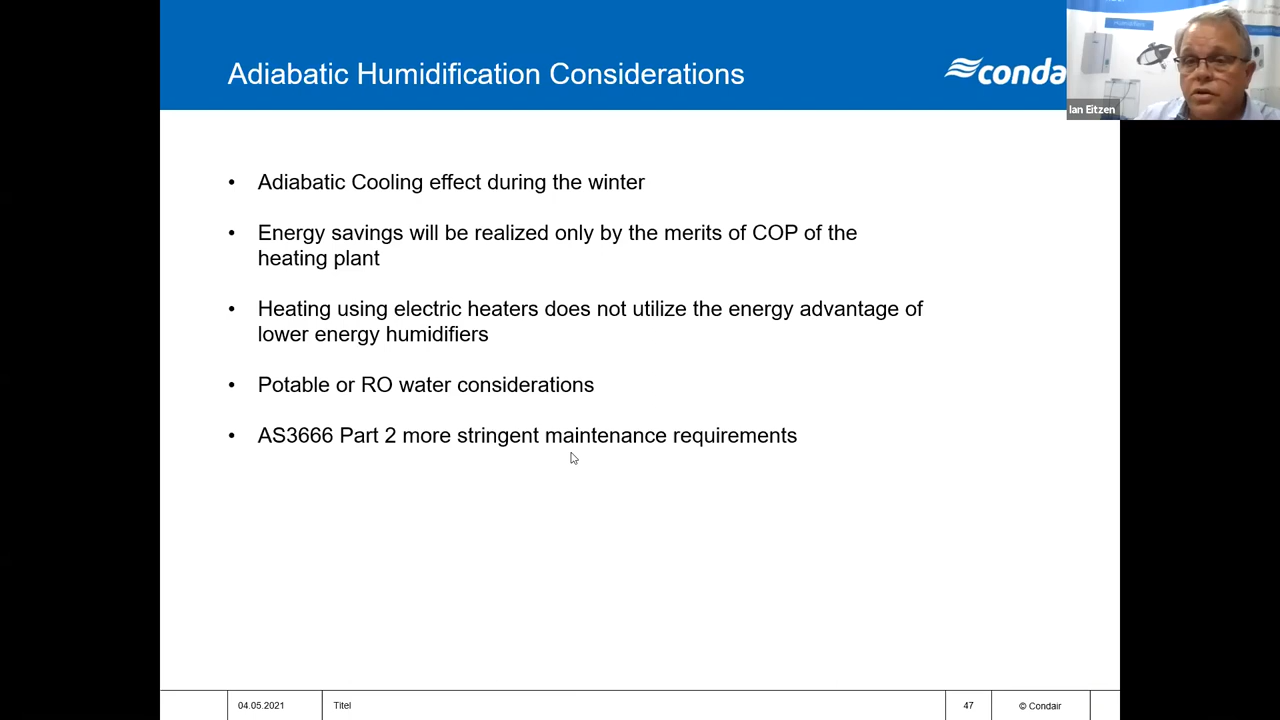 Adiabatic Humidification Considerations
conda
Humidifiers
Ian Eitzen
• Adiabatic Cooling effect during the winter
• Energy savings will be realized only by the merits of COP of the
heating plant
• Heating using electric heaters does not utilize the energy advantage of
lower energy humidifiers
• Potable or RO water considerations
• AS3666 Part 2 more stringent maintenance requirements
04.05.2021
Titel
47
© Condair